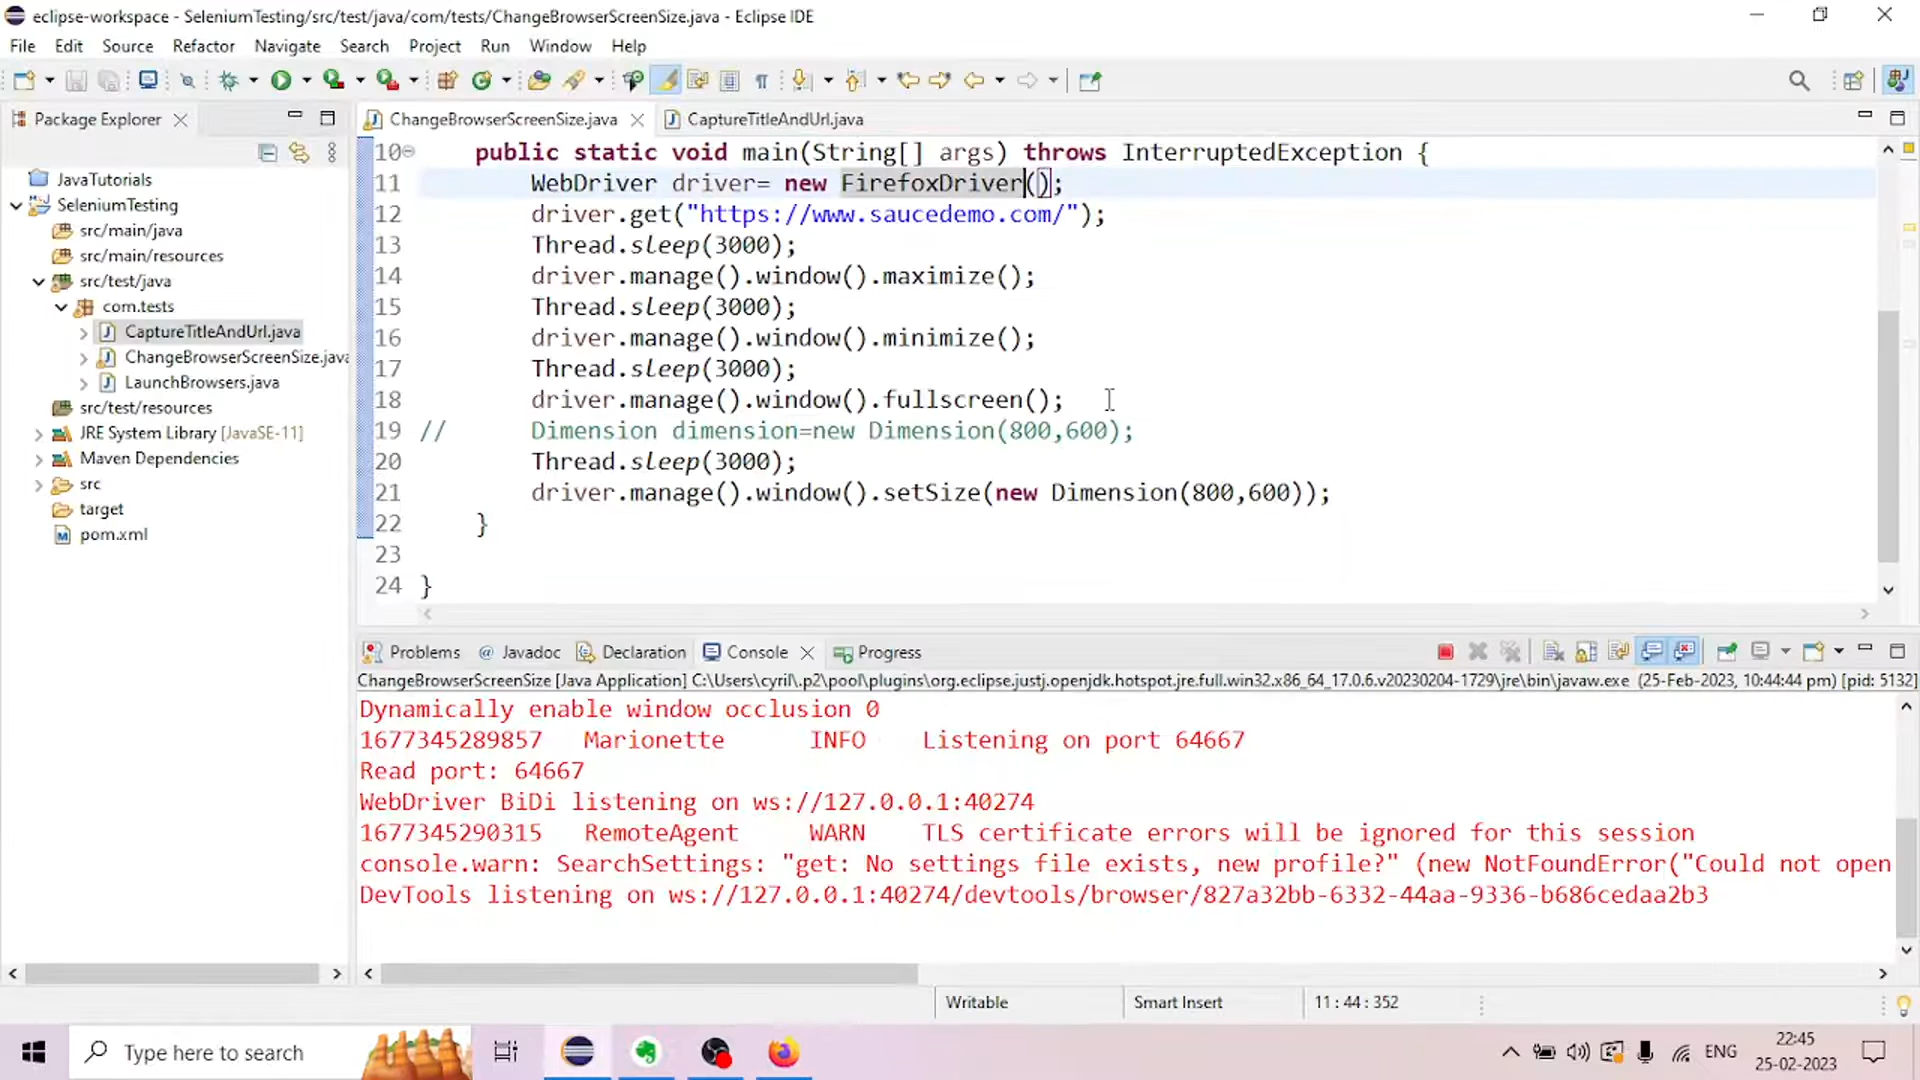 eclipse-workspace - SeleniumTesting/src/test/java/com/tests/ChangeBrowserScreenSize.java - Eclipse IDE
File Edit Source Refactor Navigate Search Project Run Window Help
Package Explorer
ChangeBrowserScreenSize.java
CaptureTitleAndUrl.java
JavaTutorials
SeleniumTesting
src/main/java
src/main/resources
src/test/java
com.tests
CaptureTitleAndUrl.java
ChangeBrowserScreenSize.java
LaunchBrowsers.java
src/test/resources
JRE System Library [JavaSE-11]
Maven Dependencies
src
target
pom.xml
10 public static void main(String[] args) throws InterruptedException {
11 WebDriver driver= new FirefoxDriver();
12 driver.get("https://www.saucedemo.com/");
13 Thread.sleep(3000);
14 driver.manage().window().maximize();
15 Thread.sleep(3000);
16 driver.manage().window().minimize();
17 Thread.sleep(3000);
18 driver.manage().window().fullscreen();
19 // Dimension dimension=new Dimension(800,600);
20 Thread.sleep(3000);
21 driver.manage().window().setSize(new Dimension(800,600));
22 }
23
24 }
Problems @ Javadoc Declaration Console Progress
ChangeBrowserScreenSize [Java Application] C:\Users\cyril\.p2\pool\plugins\org.eclipse.justj.openjdk.hotspot.jre.full.win32.x86_64_17.0.6.v20230204-1729\jre\bin\javaw.exe (25-Feb-2023, 10:44:44 pm) [pid: 5132]
Dynamically enable window occlusion 0
1677345289857 Marionette INFO Listening on port 64667
Read port: 64667
WebDriver BiDi listening on ws://127.0.0.1:40274
1677345290315 RemoteAgent WARN TLS certificate errors will be ignored for this session
console.warn: SearchSettings: "get: No settings file exists, new profile?" (new NotFoundError("Could not open
DevTools listening on ws://127.0.0.1:40274/devtools/browser/827a32bb-6332-44aa-9336-b686cedaa2b3
Writable Smart Insert 11 : 44 : 352
Type here to search
ENG
22:45
25-02-2023